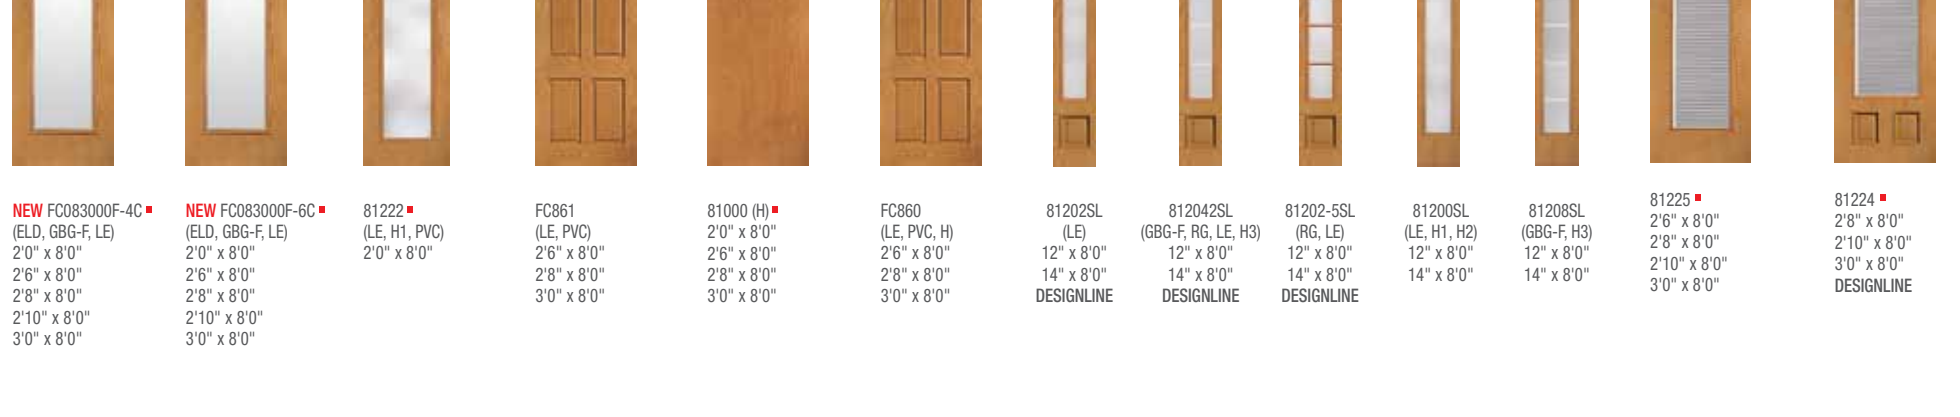 NEW FC083000F-4C
(ELD, GBG-F, LE)
2'0" x 8'0"
2'6" x 8'0"
2'8" x 8'0"
2'10" x 8'0"
3'0" x 8'0"
NEW FC083000F-6C
(ELD, GBG-F, LE)
2'0" x 8'0"
2'6" x 8'0"
2'8" x 8'0"
2'10" x 8'0"
3'0" x 8'0"
81222
(LE, H1, PVC)
2'0" x 8'0"
FC861
(LE, PVC)
2'6" x 8'0"
2'8" x 8'0"
3'0" x 8'0"
81000 (H)
2'0" x 8'0"
2'6" x 8'0"
2'8" x 8'0"
3'0" x 8'0"
FC860
(LE, PVC, H)
2'6" x 8'0"
2'8" x 8'0"
3'0" x 8'0"
81202SL
(LE)
12" x 8'0"
14" x 8'0"
DESIGNLINE
812042SL
(GBG-F, RG, LE, H3)
12" x 8'0"
14" x 8'0"
DESIGNLINE
81202-5SL
(RG, LE)
12" x 8'0"
14" x 8'0"
DESIGNLINE
81200SL
(LE, H1, H2)
12" x 8'0"
14" x 8'0"
81208SL
(GBG-F, H3)
12" x 8'0"
14" x 8'0"
81225
2'6" x 8'0"
2'8" x 8'0"
2'10" x 8'0"
3'0" x 8'0"
81224
2'8" x 8'0"
2'10" x 8'0"
3'0" x 8'0"
DESIGNLINE